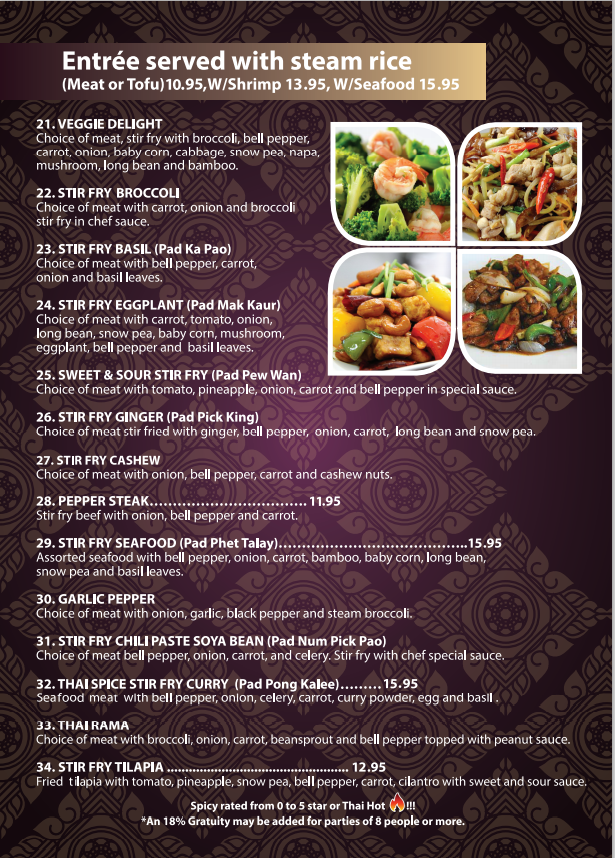 Entrée served with steam rice
(Meat or Tofu)10.95,W/Shrimp 13.95, W/Seafood 15.95
21. VEGGIE DELIGHT
Choice of meat, stir fry with broccoli, bell pepper,
carrot, onion, baby corn, cabbage, snow pea, napa,
mushroom, long bean and bamboo.
22. STIR FRY BROCCOLI
Choice of meat with carrot, onion and broccoli
stir fry in chef sauce.
23. STIR FRY BASIL (Pad Ka Pao)
Choice of meat with bell pepper, carrot,
onion and basil leaves.
24. STIR FRY EGGPLANT (Pad Mak Kaur)
Choice of meat with carrot, tomato, onion,
long bean, snow pea, baby corn, mushroom,
eggplant, bell pepper and basil leaves.
25. SWEET & SOUR STIR FRY (Pad Pew Wan)
Choice of meat with tomato, pineapple, onion, carrot and bell pepper in special sauce.
26. STIR FRY GINGER (Pad Pick King)
Choice of meat stir fried with ginger, bell pepper, onion, carrot, long bean and snow pea.
27. STIR FRY CASHEW
Choice of meat with onion, bell pepper, carrot and cashew nuts.
28. PEPPER STEAK.................................. 11.95
Stir fry beef with onion, bell pepper and carrot.
29. STIR FRY SEAFOOD (Pad Phet Talay)........................................15.95
Assorted seafood with bell pepper, onion, carrot, bamboo, baby corn, long bean,
snow pea and basil leaves.
30. GARLIC PEPPER
Choice of meat with onion, garlic, black pepper and steam broccoli.
31. STIR FRY CHILI PASTE SOYA BEAN (Pad Num Pick Pao)
Choice of meat bell pepper, onion, carrot, and celery. Stir fry with chef special sauce.
32. THAI SPICE STIR FRY CURRY (Pad Pong Kalee).........15.95
Seafood meat with bell pepper, onion, celery, carrot, curry powder, egg and basil .
33. THAI RAMA
Choice of meat with broccoli, onion, carrot, beansprout and bell pepper topped with peanut sauce.
34. STIR FRY TILAPIA .................................................. 12.95
Fried tilapia with tomato, pineapple, snow pea, bell pepper, carrot, cilantro with sweet and sour sauce.
Spicy rated from 0 to 5 star or Thai Hot !!!
*An 18% Gratuity may be added for parties of 8 people or more.